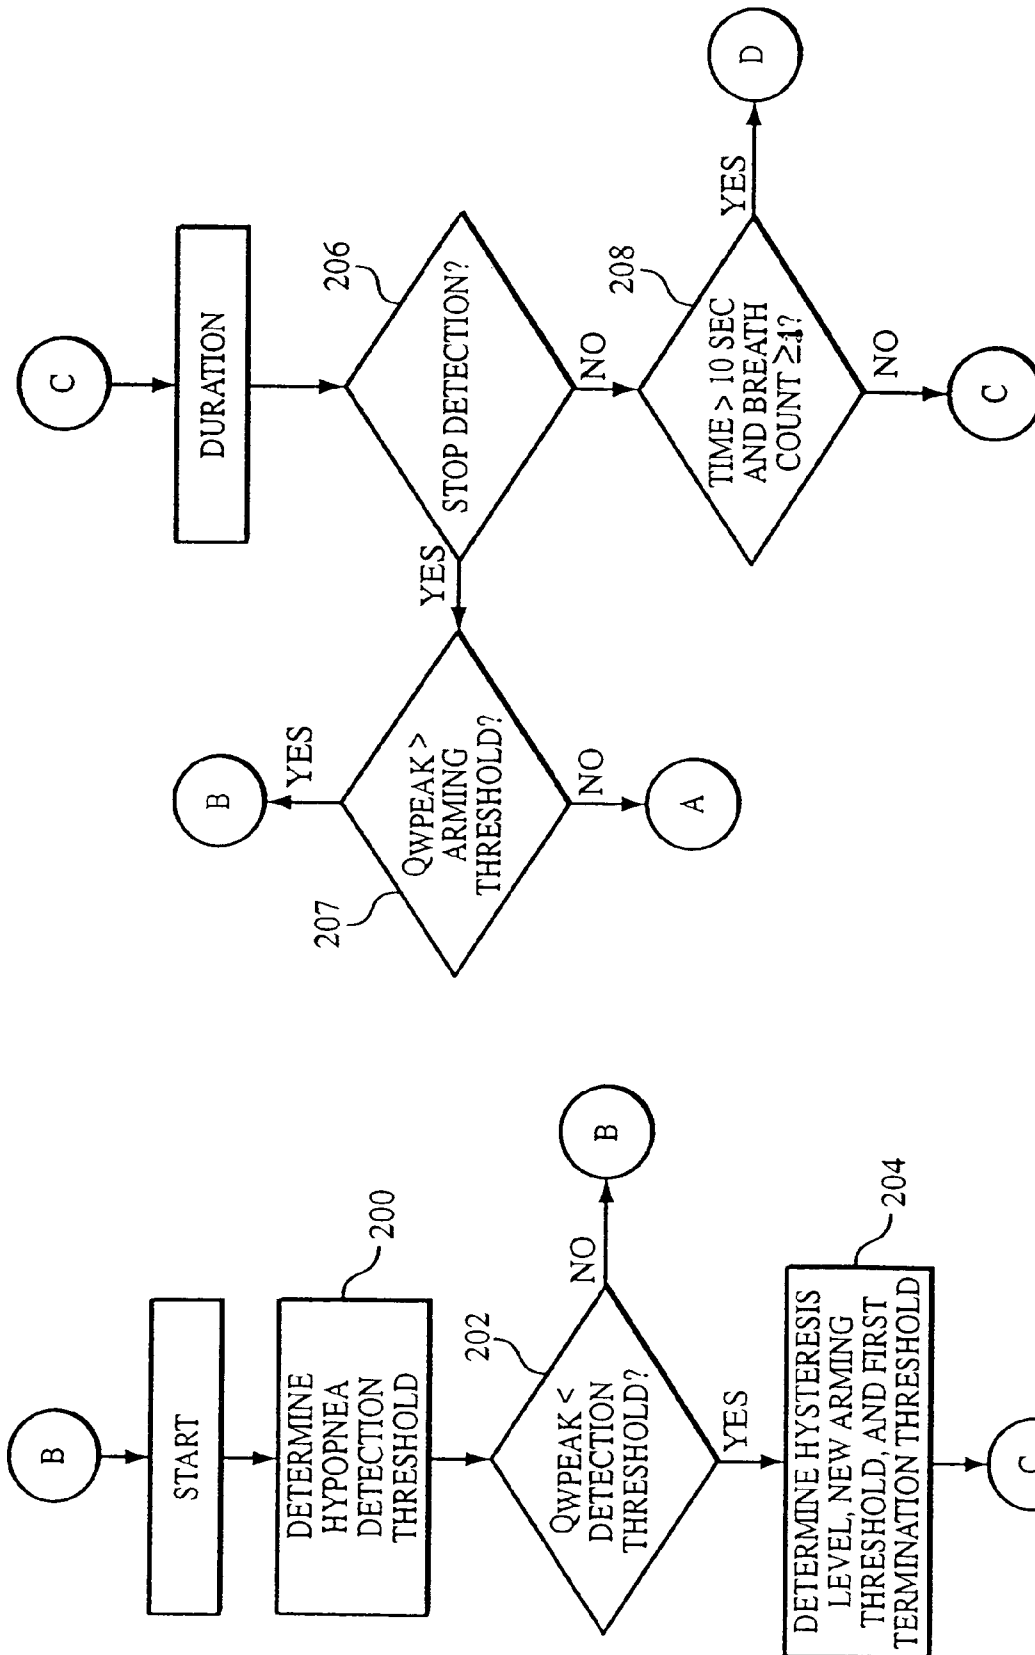 B
START
DETERMINE
HYPOPNEA
DETECTION
THRESHOLD
200
QWPEAK <
DETECTION
THRESHOLD?
202
NO
B
YES
DETERMINE HYSTERESIS
LEVEL, NEW ARMING
THRESHOLD, AND FIRST
TERMINATION THRESHOLD
204
C
C
DURATION
STOP DETECTION?
206
YES
QWPEAK >
ARMING
THRESHOLD?
207
YES
B
NO
A
NO
TIME > 10 SEC
AND BREATH
COUNT
208
YES
D
NO
C